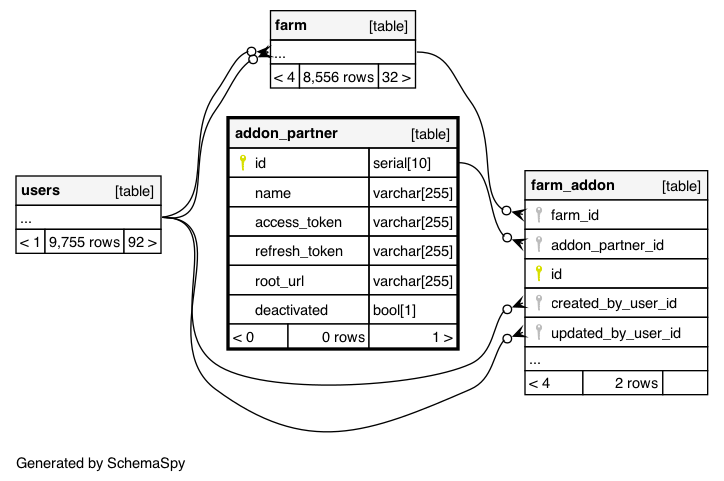 farm [table]
...
< 4 8,556 rows 32 >
addon_partner [table]
id serial[10]
name varchar[255]
access_token varchar[255]
refresh_token varchar[255]
root_url varchar[255]
deactivated bool[1]
< 0 0 rows 1 >
users [table]
...
< 1 9,755 rows 92 >
farm_addon [table]
farm_id
addon_partner_id
id
created_by_user_id
updated_by_user_id
...
< 4 2 rows
Generated by SchemaSpy